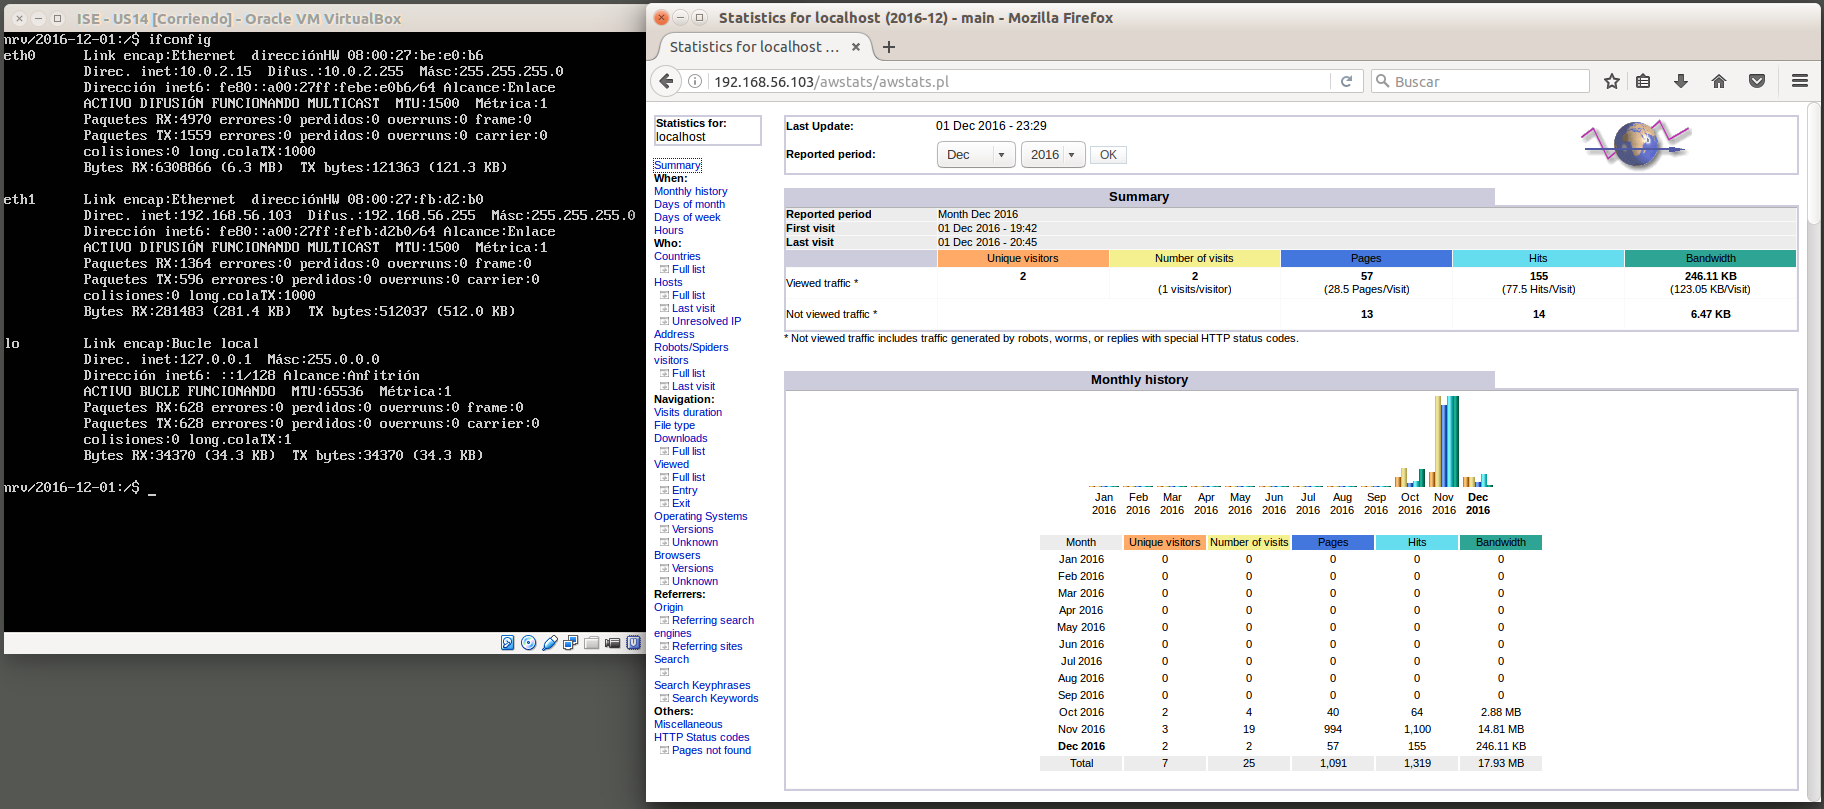 ISE - US14 [Corriendo] - Oracle VM VirtualBox
nrv/2016-12-01:/$ ifconfig
eth0 Link encap:Ethernet direcciónHW 08:00:27:be:e0:b6
Direc. inet:10.0.2.15 Difus.:10.0.2.255 Másc:255.255.255.0
Dirección inet6: fe80::a00:27ff:febe:e0b6/64 Alcance:Enlace
ACTIVO DIFUSIÓN FUNCIONANDO MULTICAST MTU:1500 Métrica:1
Paquetes RX:4970 errores:0 perdidos:0 overruns:0 frame:0
Paquetes TX:1559 errores:0 perdidos:0 overruns:0 carrier:0
colisiones:0 long.colaTX:1000
Bytes RX:6308866 (6.3 MB) TX bytes:121363 (121.3 KB)
eth1 Link encap:Ethernet direcciónHW 08:00:27:fb:d2:b0
Direc. inet:192.168.56.103 Difus.:192.168.56.255 Másc:255.255.255.0
Dirección inet6: fe80::a00:27ff:fefb:d2b0/64 Alcance:Enlace
ACTIVO DIFUSIÓN FUNCIONANDO MULTICAST MTU:1500 Métrica:1
Paquetes RX:1364 errores:0 perdidos:0 overruns:0 frame:0
Paquetes TX:596 errores:0 perdidos:0 overruns:0 carrier:0
colisiones:0 long.colaTX:1000
Bytes RX:281483 (281.4 KB) TX bytes:512037 (512.0 KB)
lo Link encap:Bucle local
Direc. inet:127.0.0.1 Másc:255.0.0.0
Dirección inet6: ::1/128 Alcance:Anfitrión
ACTIVO BUCLE FUNCIONANDO MTU:65536 Métrica:1
Paquetes RX:628 errores:0 perdidos:0 overruns:0 frame:0
Paquetes TX:628 errores:0 perdidos:0 overruns:0 carrier:0
colisiones:0 long.colaTX:1
Bytes RX:34370 (34.3 KB) TX bytes:34370 (34.3 KB)
nrv/2016-12-01:/$ _
Statistics for localhost (2016-12) - main - Mozilla Firefox
Statistics for localhost ...
192.168.56.103/awstats/awstats.pl
Buscar
Statistics for:
localhost
Summary
When:
Monthly history
Days of month
Days of week
Hours
Who:
Countries
Full list
Hosts
Full list
Last visit
Unresolved IP
Address
Robots/Spiders
visitors
Full list
Last visit
Navigation:
Visits duration
File type
Downloads
Full list
Viewed
Full list
Entry
Exit
Operating Systems
Versions
Unknown
Browsers
Versions
Unknown
Referrers:
Origin
Referring search
engines
Referring sites
Search
Search Keyphrases
Search Keywords
Others:
Miscellaneous
HTTP Status codes
Pages not found
Last Update: 01 Dec 2016 - 23:29
Reported period: Dec 2016 OK
Summary
Reported period Month Dec 2016
First visit 01 Dec 2016 - 19:42
Last visit 01 Dec 2016 - 20:45
Unique visitors Number of visits Pages Hits Bandwidth
Viewed traffic * 2 2 57 155 246.11 KB
(1 visits/visitor) (28.5 Pages/Visit) (77.5 Hits/Visit) (123.05 KB/Visit)
Not viewed traffic * 13 14 6.47 KB
* Not viewed traffic includes traffic generated by robots, worms, or replies with special HTTP status codes.
Monthly history
Jan Feb Mar Apr May Jun Jul Aug Sep Oct Nov Dec
2016 2016 2016 2016 2016 2016 2016 2016 2016 2016 2016 2016
Month Unique visitors Number of visits Pages Hits Bandwidth
Jan 2016 0 0 0 0 0
Feb 2016 0 0 0 0 0
Mar 2016 0 0 0 0 0
Apr 2016 0 0 0 0 0
May 2016 0 0 0 0 0
Jun 2016 0 0 0 0 0
Jul 2016 0 0 0 0 0
Aug 2016 0 0 0 0 0
Sep 2016 0 0 0 0 0
Oct 2016 2 4 40 64 2.88 MB
Nov 2016 3 19 994 1,100 14.81 MB
Dec 2016 2 2 57 155 246.11 KB
Total 7 25 1,091 1,319 17.93 MB